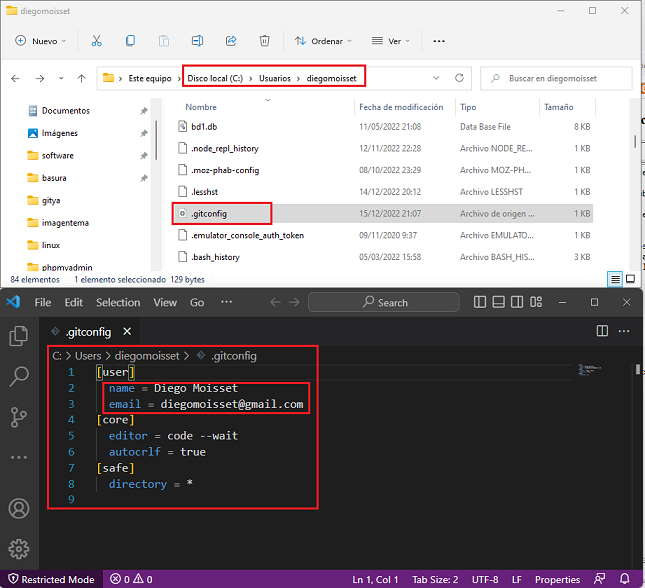 diegomoisset
Nuevo
Ordenar
Ver
Este equipo > Disco local (C:) > Usuarios > diegomoisset
Buscar en diegomoisset
Nombre Fecha de modificación Tipo Tamaño
Documentos
Imágenes
software
basura
gitya
imagentema
linux
phpmyadmin
bd1.db 11/05/2022 21:08 Data Base File 8 KB
.node_repl_history 12/11/2022 22:28 Archivo NODE_RE... 1 KB
.moz-phab-config 08/10/2022 23:29 Archivo MOZ-PH... 1 KB
.lesshst 14/12/2022 20:12 Archivo LESSHST 1 KB
.gitconfig 15/12/2022 21:07 Archivo de origen ... 1 KB
.emulator_console_auth_token 09/11/2020 9:37 Archivo EMULAT... 1 KB
.bash_history 05/03/2022 15:58 Archivo BASH_HIS... 1 KB
84 elementos 1 elemento seleccionado 129 bytes
File Edit Selection View Go ... Search
.gitconfig
C: > Users > diegomoisset > .gitconfig
1 [user]
2 name = Diego Moisset
3 email = diegomoisset@gmail.com
4 [core]
5 editor = code --wait
6 autocrlf = true
7 [safe]
8 directory = *
9
Restricted Mode 0 0 Ln 1, Col 1 Tab Size: 2 UTF-8 LF Properties